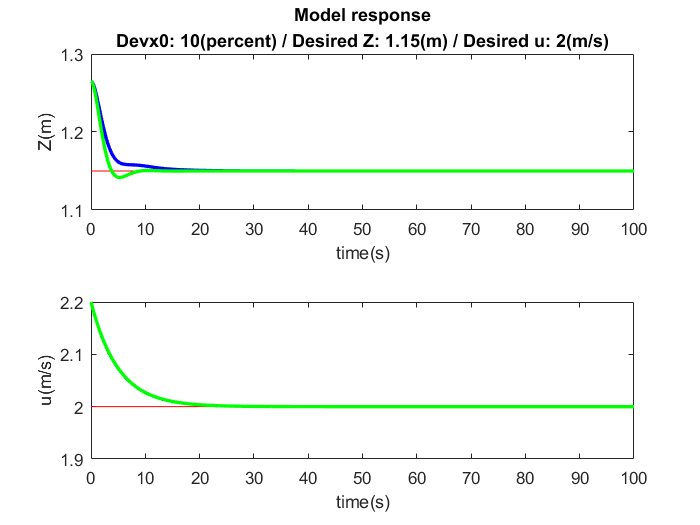 Model response
Devx0: 10(percent) / Desired Z: 1.15(m) / Desired u: 2(m/s)
1.3
1.2
1.1
Z(m)
0 10 20 30 40 50 60 70 80 90 100
time(s)
2.2
2.1
2
1.9
u(m/s)
0 10 20 30 40 50 60 70 80 90 100
time(s)